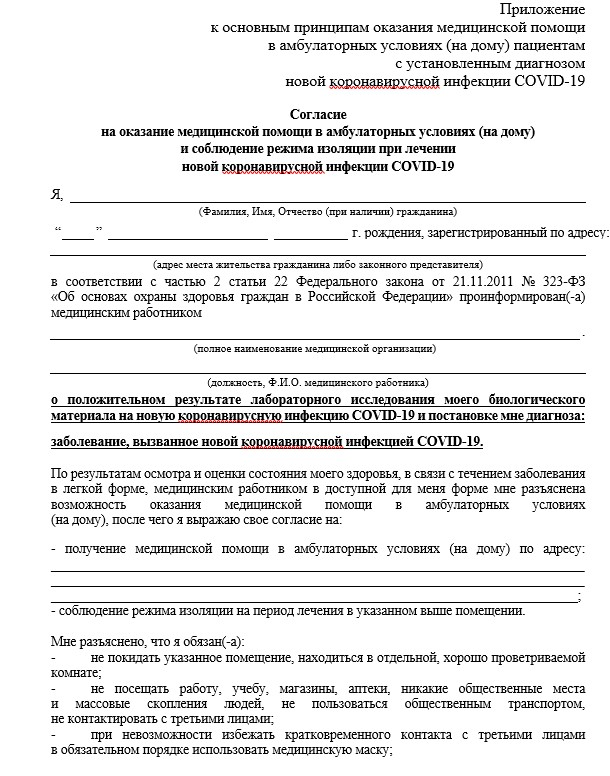 Приложение
к основным принципам оказания медицинской помощи
в амбулаторных условиях (на дому) пациентам
с установленным диагнозом
новой коронавирусной инфекции COVID-19
Согласие
на оказание медицинской помощи в амбулаторных условиях (на дому)
и соблюдение режима изоляции при лечении
новой коронавирусной инфекции COVID-19
Я, ____________________
(Фамилия, Имя, Отчество (при наличии) гражданина)
“_____” ____________________ __________ г. рождения, зарегистрированный по адресу:
____________________
(адрес места жительства гражданина либо законного представителя)
в соответствии с частью 2 статьи 22 Федерального закона от 21.11.2011 № 323-ФЗ
«Об основах охраны здоровья граждан в Российской Федерации» проинформирован(-а)
медицинским работником
____________________.
(полное наименование медицинской организации)
____________________
(должность, Ф.И.О. медицинского работника)
о положительном результате лабораторного исследования моего биологического
материала на новую коронавирусную инфекцию COVID-19 и постановке мне диагноза:
заболевание, вызванное новой коронавирусной инфекцией COVID-19.
По результатам осмотра и оценки состояния моего здоровья, в связи с течением заболевания
в легкой форме, медицинским работником в доступной для меня форме мне разъяснена
возможность оказания медицинской помощи в амбулаторных условиях
(на дому), после чего я выражаю свое согласие на:
- получение медицинской помощи в амбулаторных условиях (на дому) по адресу:
____________________
____________________
____________________;
- соблюдение режима изоляции на период лечения в указанном выше помещении.
Мне разъяснено, что я обязан(-а):
- не покидать указанное помещение, находиться в отдельной, хорошо проветриваемой
комнате;
- не посещать работу, учебу, магазины, аптеки, никакие общественные места
и массовые скопления людей, не пользоваться общественным транспортом,
не контактировать с третьими лицами;
- при невозможности избежать кратковременного контакта с третьими лицами
в обязательном порядке использовать медицинскую маску;